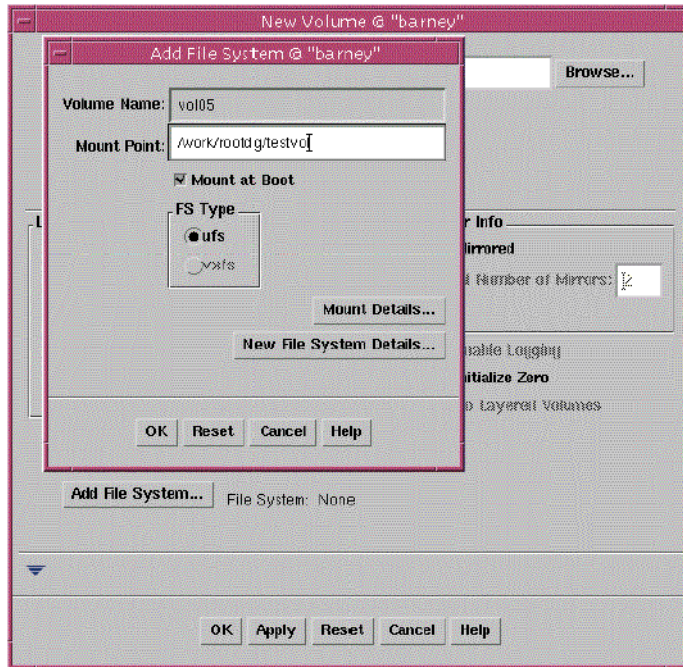 New Volume @ "barney"
Add File System @ "barney"
Browse...
Volume Name: vol05
Mount Point: /work/rootdg/testvol
Mount at Boot
FS Type
ufs
vxfs
L
r Info
Mirrored
Number of Mirrors: 2
Mount Details...
New File System Details...
nable Logging
nitialize Zero
o Layered Volumes
OK Reset Cancel Help
Add File System... File System: None
OK Apply Reset Cancel Help